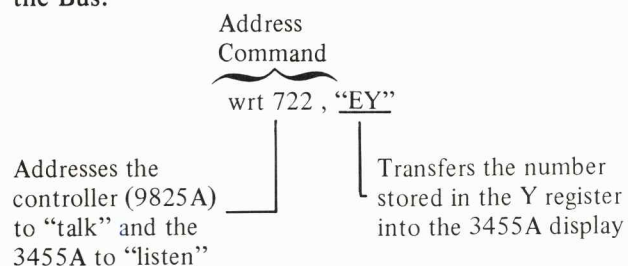 the Bus.
Address
Command
wrt 722 , “EY”
Addresses the
controller (9825A)
to “talk” and the
3455A to “listen”
Transfers the number
stored in the Y register
into the 3455A display